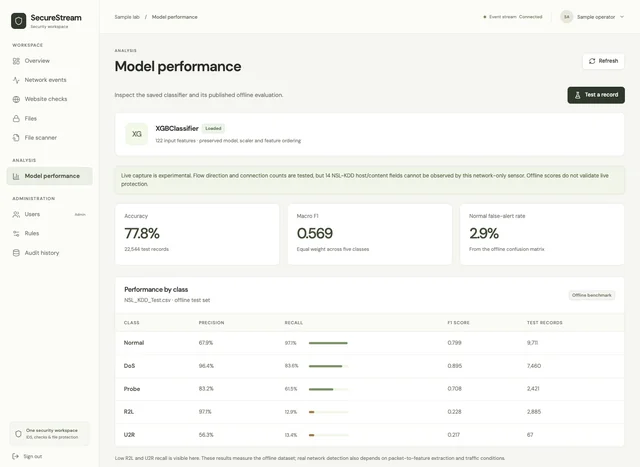 SecureStream
Security workspace
WORKSPACE
Overview
Network events
Website checks
Files
File scanner
ANALYSIS
Model performance
ADMINISTRATION
Users
Admin
Rules
Audit history
One security workspace
IDS, checks & file protection
Sign out
Sample lab / Model performance
Event stream Connected
SA
Sample operator
ANALYSIS
Model performance
Refresh
Inspect the saved classifier and its published offline evaluation.
Test a record
XG
XGBClassifier
Loaded
122 input features · preserved model, scaler and feature ordering
Live capture is experimental. Flow direction and connection counts are tested, but 14 NSL-KDD host/content fields cannot be observed by this network-only sensor. Offline scores do not validate live
protection.
Accuracy
77.8%
22,544 test records
Macro F1
0.569
Equal weight across five classes
Normal false-alert rate
2.9%
From the offline confusion matrix
Performance by class
NSL_KDD_Test.csv · offline test set
Offline benchmark
CLASS PRECISION RECALL F1 SCORE TEST RECORDS
Normal 67.9% 97.1% 0.799 9,711
DoS 96.4% 83.6% 0.895 7,460
Probe 83.2% 61.5% 0.708 2,421
R2L 97.1% 12.9% 0.228 2,885
U2R 56.3% 13.4% 0.217 67
Low R2L and U2R recall is visible here. These results measure the offline dataset; real network detection also depends on packet-to-feature extraction and traffic conditions.